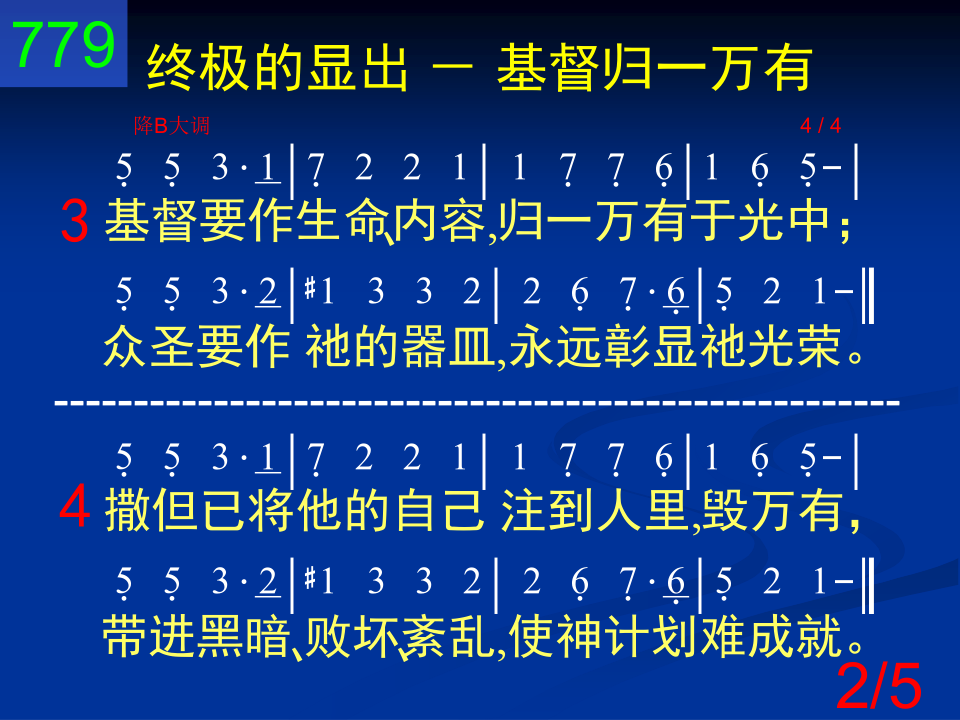 779
终极的显出 － 基督归一万有
降B大调 4 / 4
5̣ 5̣ 3 · 1̲ | 7̣ 2 2 1 | 1 7̣ 7̣ 6̣ | 1 6̣ 5̣ – |
3 基督要作生命、内容,归一万有于光中；
5̣ 5̣ 3 · 2̲ | #1 3 3 2 | 2 6̣ 7̣ · 6̣̲ | 5̣ 2 1 – ‖
众圣要作 祂的器皿,永远彰显祂光荣。
-----------------------------------------------------
5̣ 5̣ 3 · 1̲ | 7̣ 2 2 1 | 1 7̣ 7̣ 6̣ | 1 6̣ 5̣ – |
4 撒但已将他的自己 注到人里,毁万有，
5̣ 5̣ 3 · 2̲ | #1 3 3 2 | 2 6̣ 7̣ · 6̣̲ | 5̣ 2 1 – ‖
带进黑暗、败坏、紊乱,使神计划难成就。
2/5